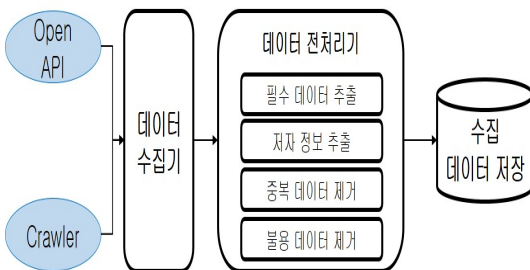 Open
API
Crawler
데이터
수집기
데이터 전처리기
필수 데이터 추출
저자 정보 추출
중복 데이터 제거
불용 데이터 제거
수집
데이터 저장